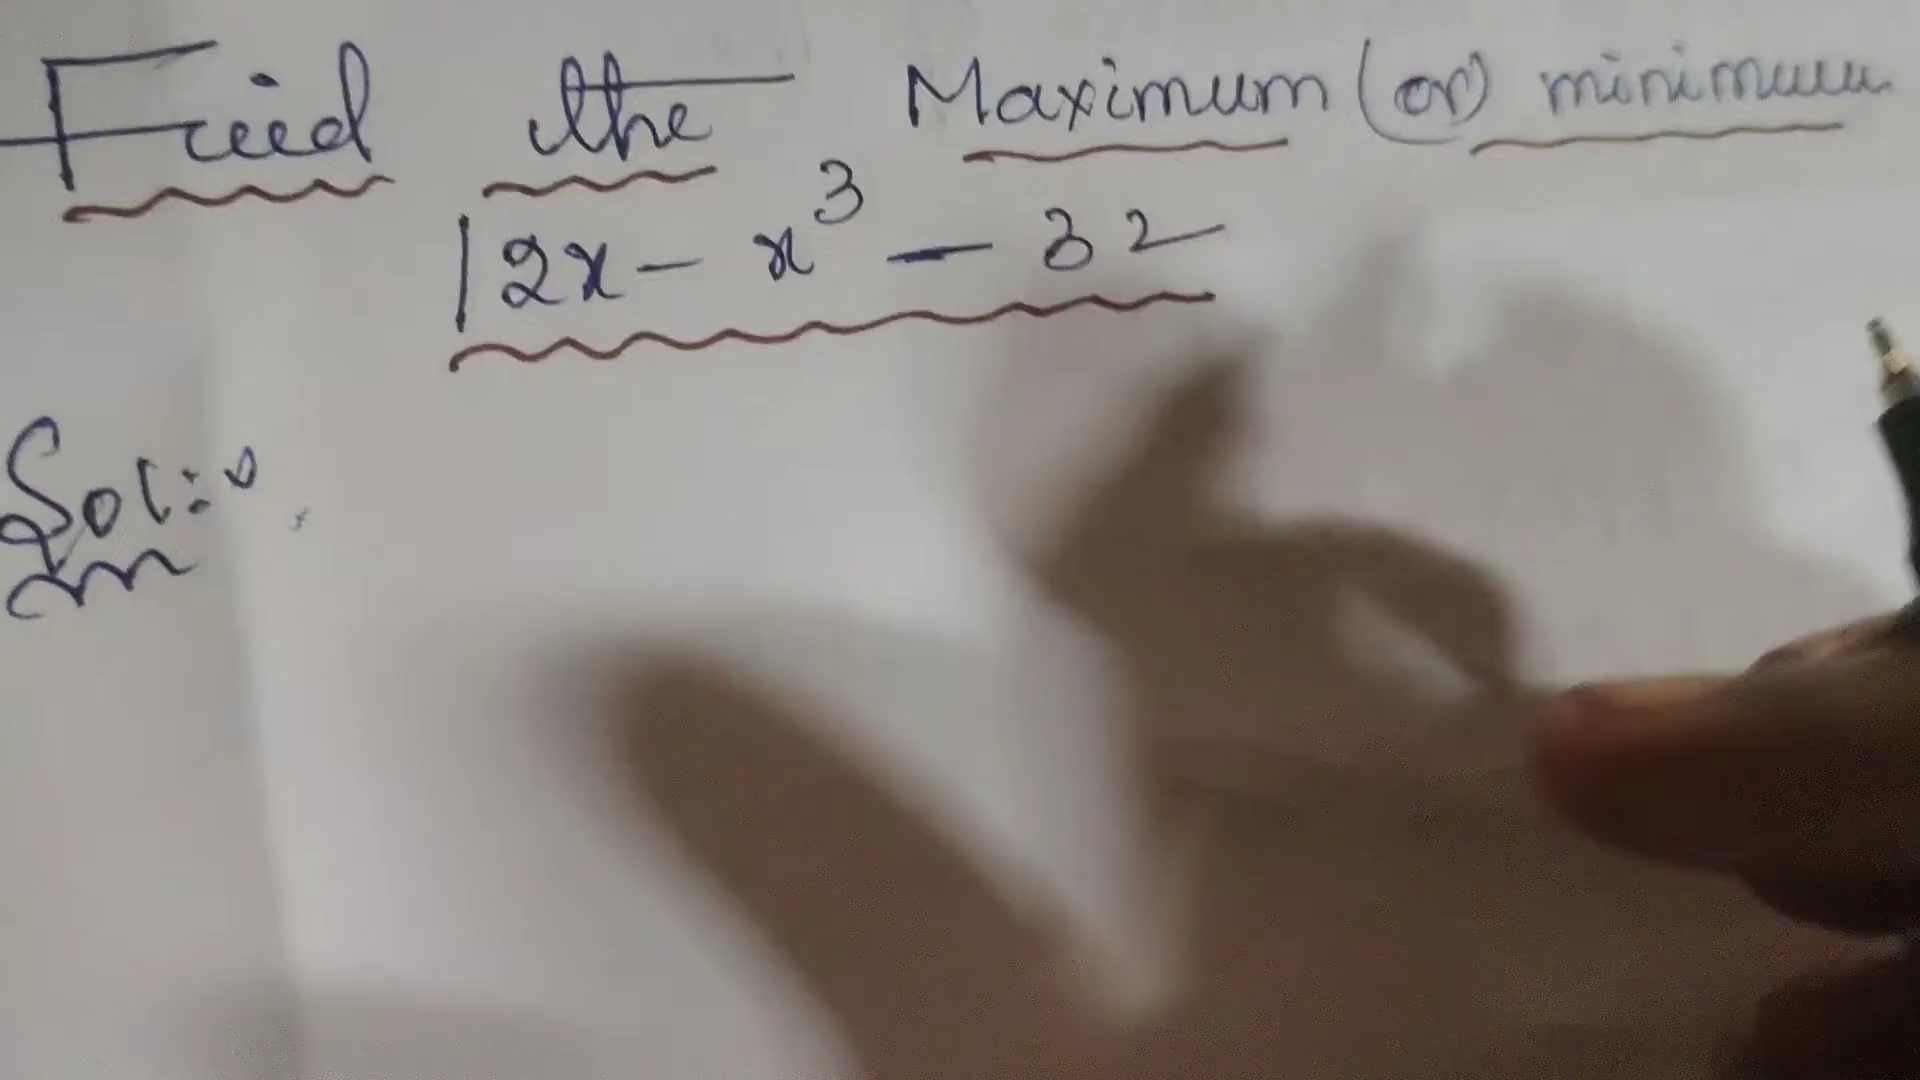 Find the Maximum (or) minimum
12x - x³ - 32
Sol:-